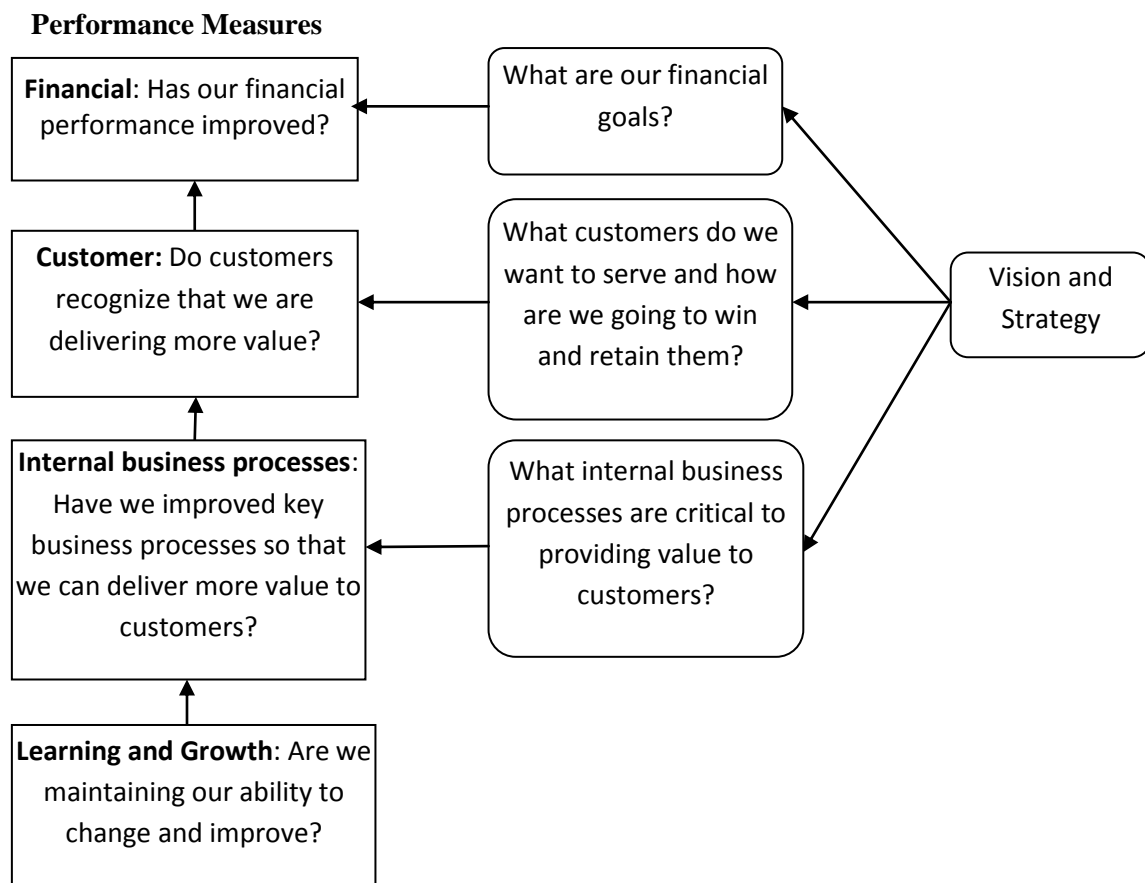 Performance Measures
Financial: Has our financial
performance improved?
What are our financial
goals?
Customer: Do customers
recognize that we are
delivering more value?
What customers do we
want to serve and how
are we going to win
and retain them?
Vision and
Strategy
Internal business processes:
Have we improved key
business processes so that
we can deliver more value to
customers?
What internal business
processes are critical to
providing value to
customers?
Learning and Growth: Are we
maintaining our ability to
change and improve?